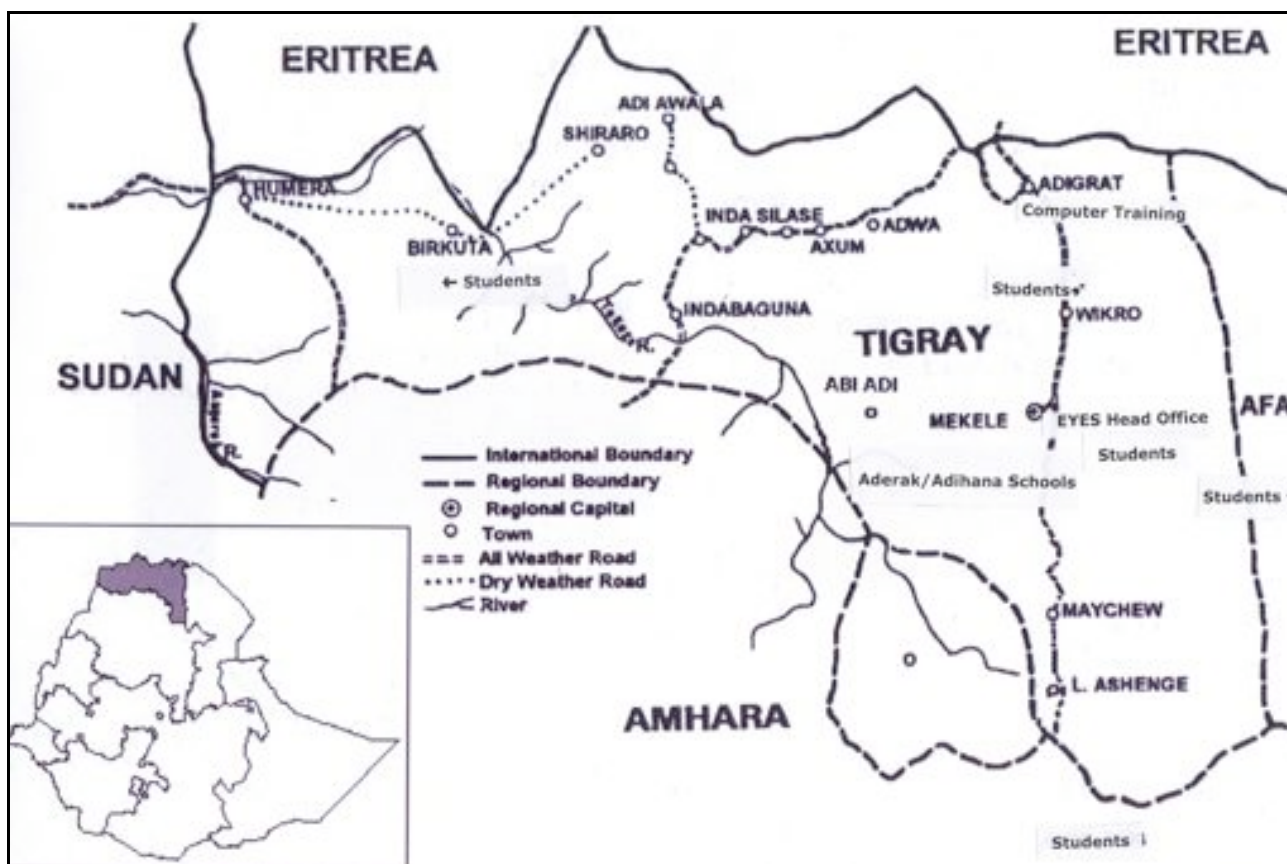 ERITREA
ERITREA
ADI AWALA
SHIRARO
HUMERA
ADIGRAT
Computer Training
INDA SILASE
ADWA
AXUM
BIRKUTA
← Students
Students
INDABAGUNA
WIKRO
R.
TIGRAY
SUDAN
ABI ADI
MEKELE
EYES Head Office
AFA
Students
R.
International Boundary
Aderak/Adihana Schools
Students
Regional Boundary
Regional Capital
Town
All Weather Road
Dry Weather Road
River
MAYCHEW
L. ASHENGE
AMHARA
Students ↓